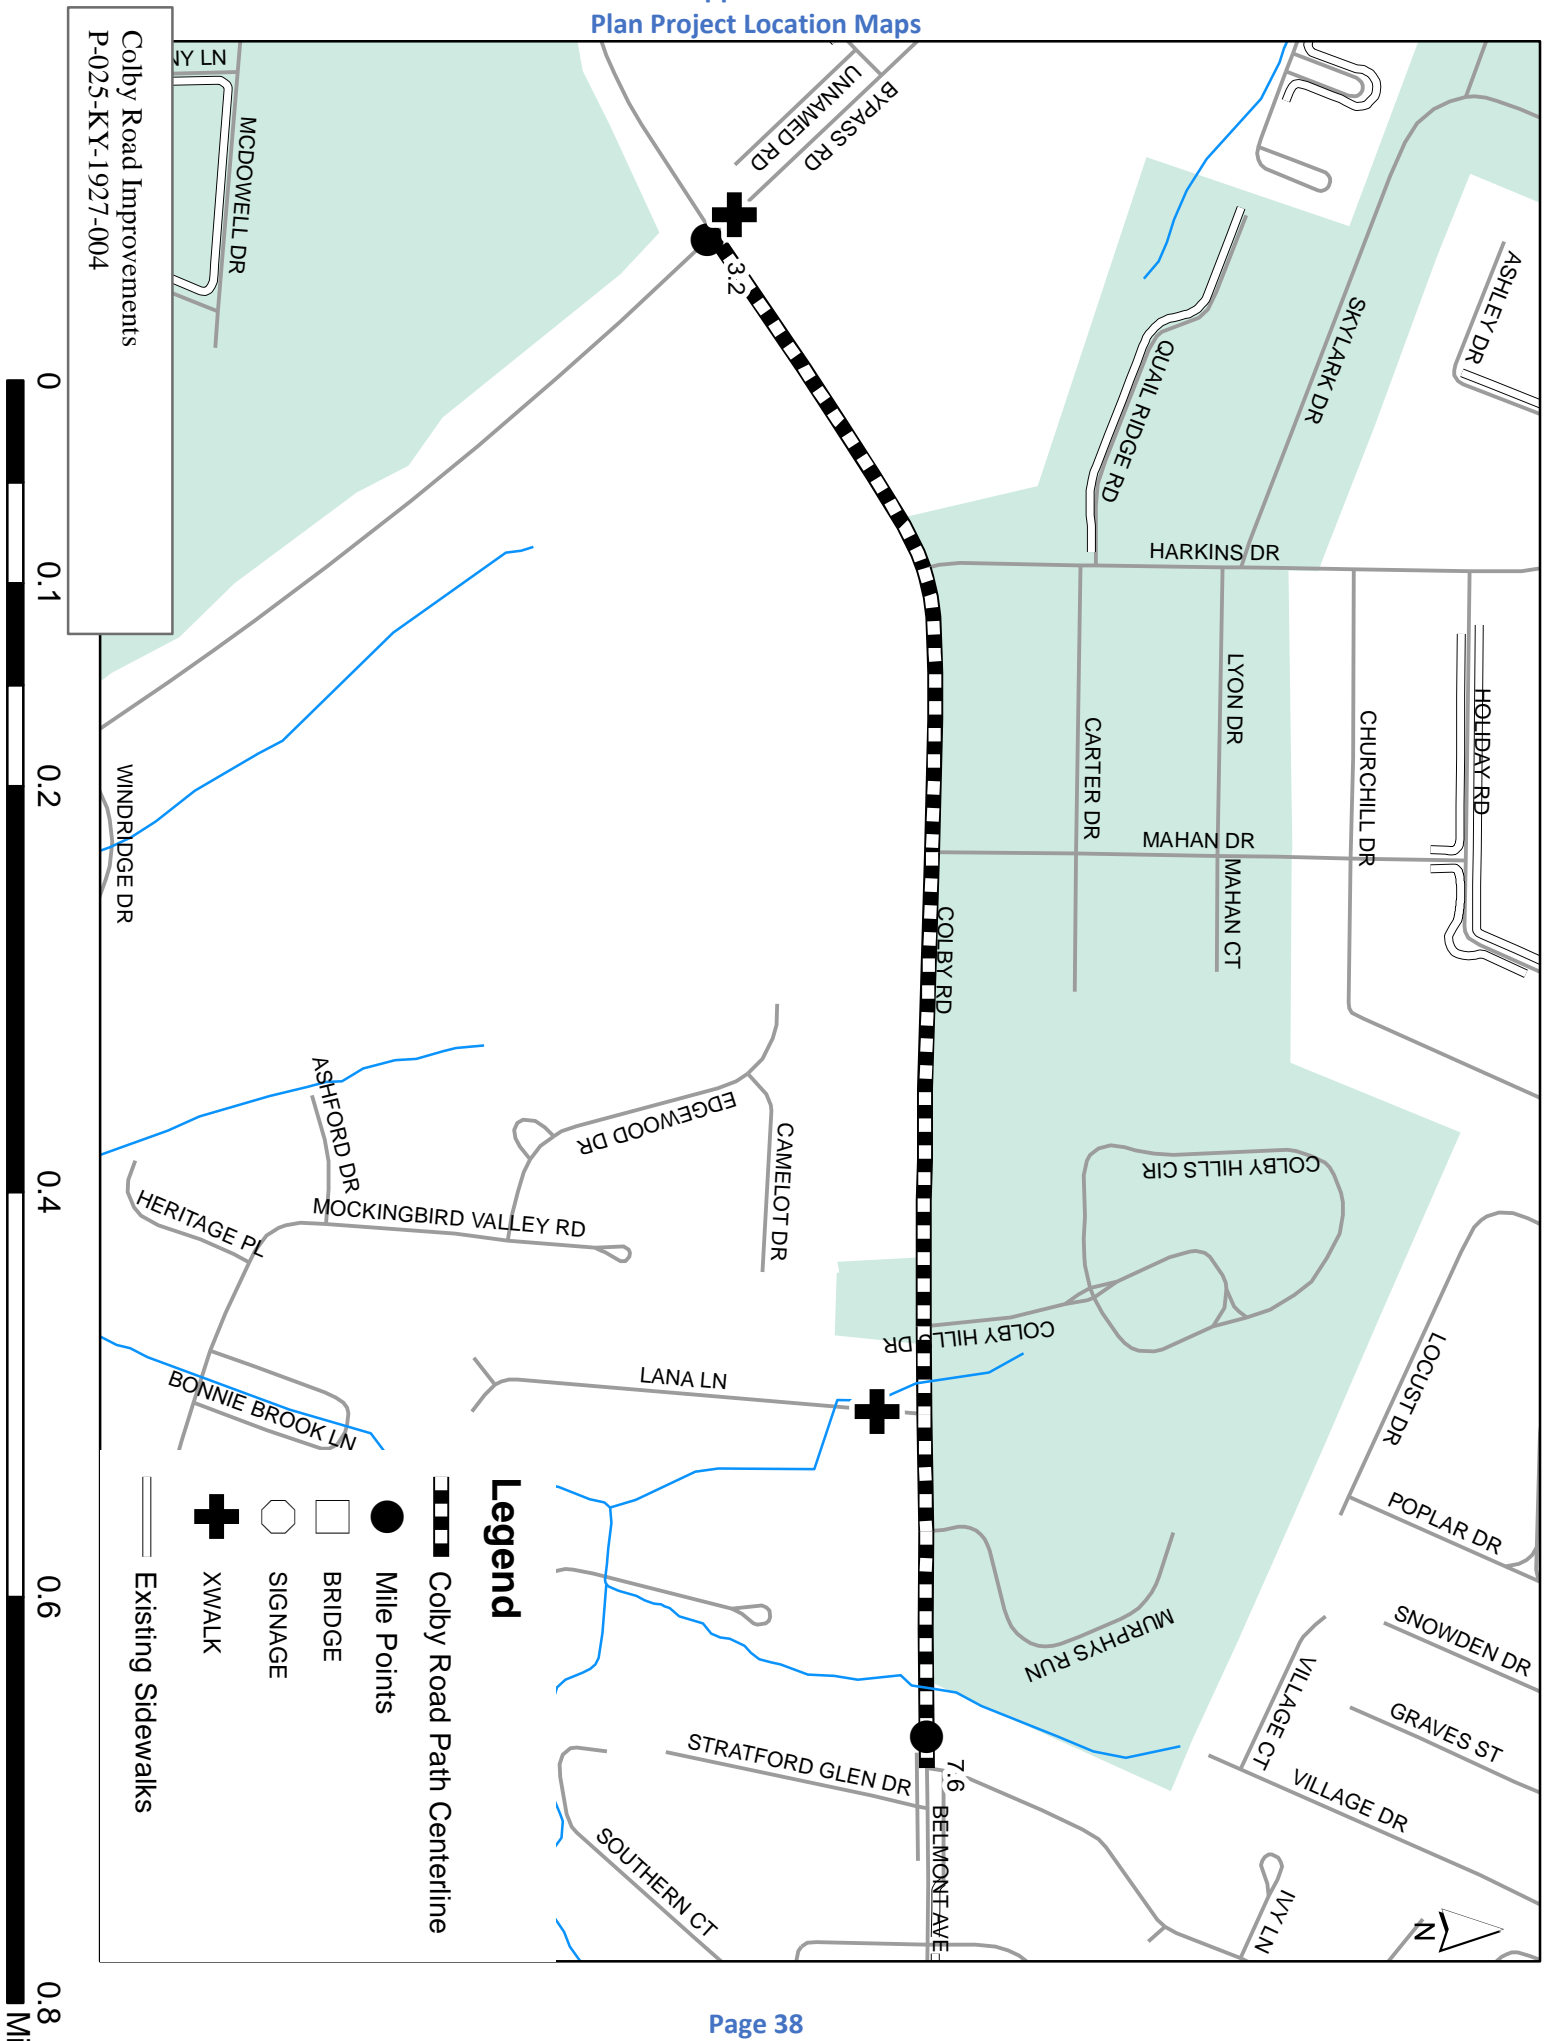 Plan Project Location Maps
Colby Road Improvements
P-025-KY-1927-004
NY LN
MCDOWELL DR
UNNAMED RD
BYPASS RD
3.2
SKYLARK DR
ASHLEY DR
QUAIL RIDGE RD
HARKINS DR
LYON DR
CARTER DR
CHURCHILL DR
HOLIDAY RD
MAHAN DR
MAHAN CT
COLBY RD
WINDRIDGE DR
ASHFORD DR
EDGEWOOD DR
CAMELOT DR
COLBY HILLS CIR
HERITAGE PL
MOCKINGBIRD VALLEY RD
COLBY HILLS DR
LANA LN
BONNIE BROOK LN
LOCUST DR
POPLAR DR
SNOWDEN DR
GRAVES ST
VILLAGE CT
VILLAGE DR
MURPHYS RUN
STRATFORD GLEN DR
7.6
BELMONT AVE
SOUTHERN CT
IVY LN
N
Legend
Colby Road Path Centerline
Mile Points
BRIDGE
SIGNAGE
XWALK
Existing Sidewalks
0
0.1
0.2
0.4
0.6
0.8
Mi
Page 38